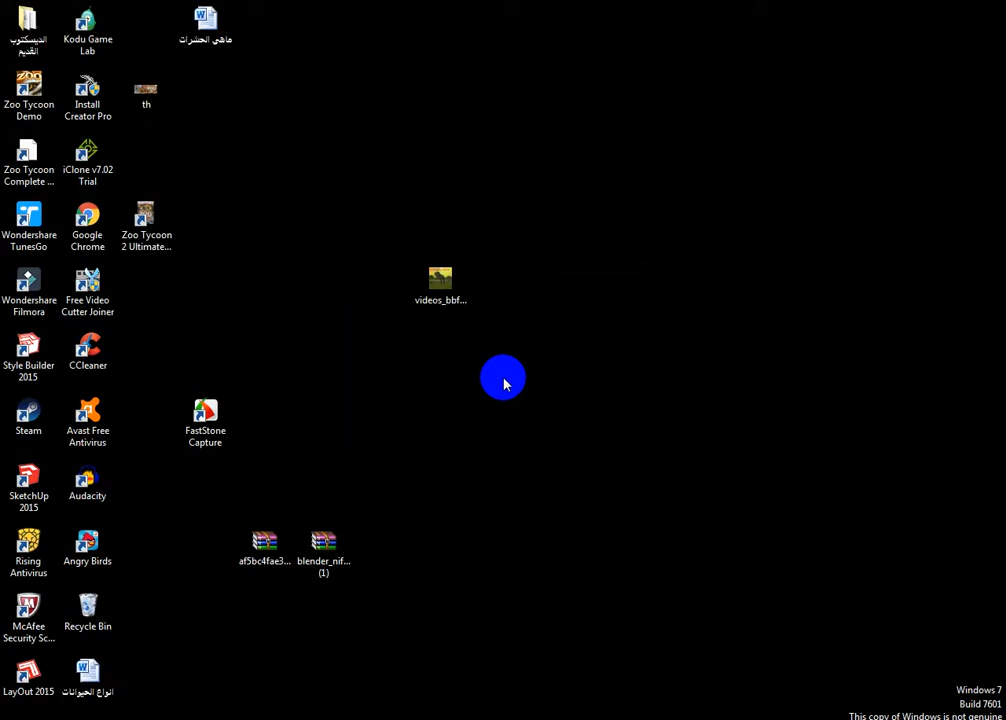 الديسكتوب
القديم
Kodu Game
Lab
ماهي الحشرات
Zoo Tycoon
Demo
Install
Creator Pro
th
Zoo Tycoon
Complete ...
iClone v7.02
Trial
Wondershare
TunesGo
Google
Chrome
Zoo Tycoon
2 Ultimate...
videos_bbf...
Wondershare
Filmora
Free Video
Cutter Joiner
Style Builder
2015
CCleaner
Steam
Avast Free
Antivirus
FastStone
Capture
SketchUp
2015
Audacity
Rising
Antivirus
Angry Birds
af5bc4fae3...
blender_nif...
(1)
McAfee
Security Sc...
Recycle Bin
LayOut 2015
انواع الحيوانات
Windows 7
Build 7601
This copy of Windows is not genuine